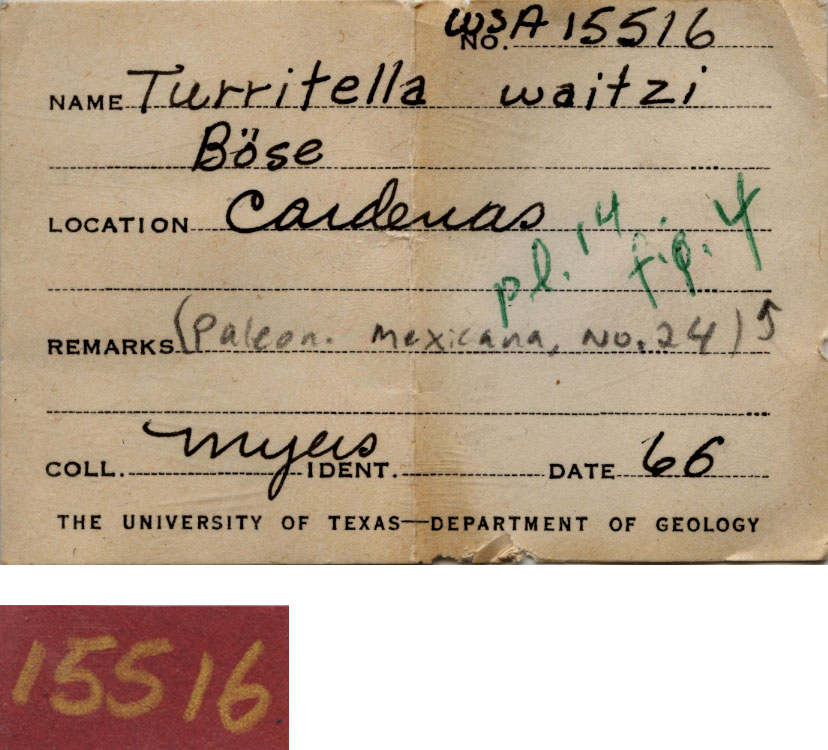 WSA
NO. 15516
NAME Turritella waitzi
Böse
LOCATION Cardenas
pl. 14 fig. 4
REMARKS (Paleon. mexicana, No. 24) 5
COLL. Myers IDENT. DATE 66
THE UNIVERSITY OF TEXAS—DEPARTMENT OF GEOLOGY
15516